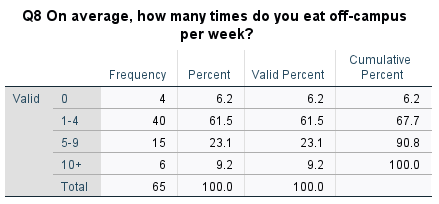 Q8 On average, how many times do you eat off-campus
per week?
Cumulative
Frequency Percent Valid Percent Percent
Valid 0 4 6.2 6.2 6.2
1-4 40 61.5 61.5 67.7
5-9 15 23.1 23.1 90.8
10+ 6 9.2 9.2 100.0
Total 65 100.0 100.0